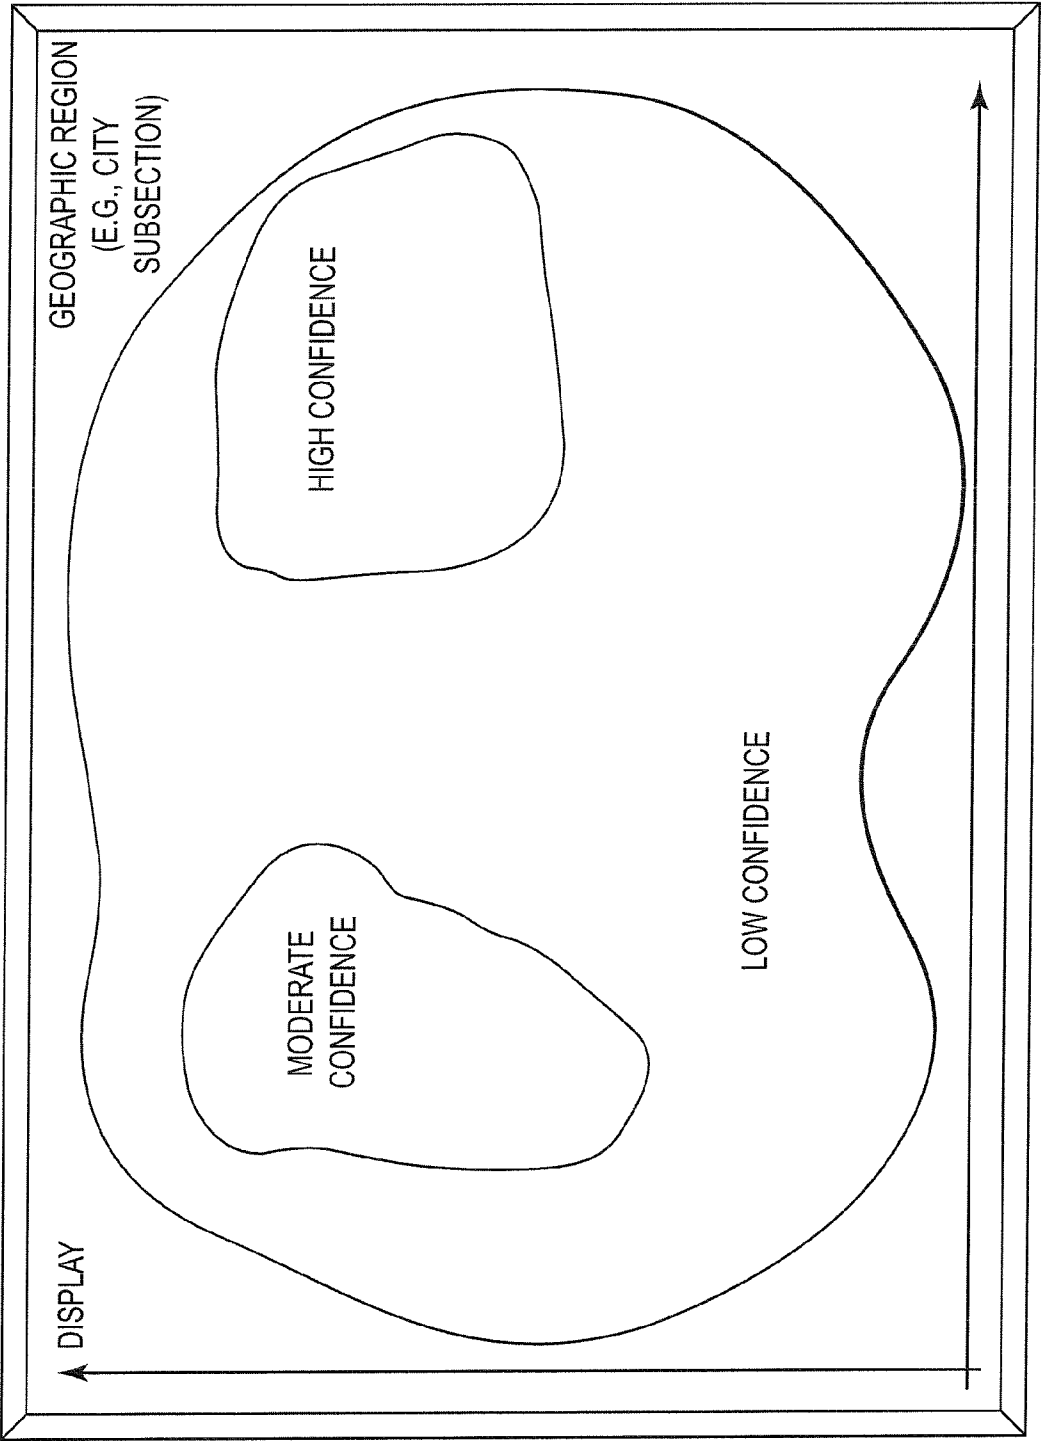 DISPLAY
GEOGRAPHIC REGION
(E.G., CITY
SUBSECTION)
MODERATE
CONFIDENCE
HIGH CONFIDENCE
LOW CONFIDENCE